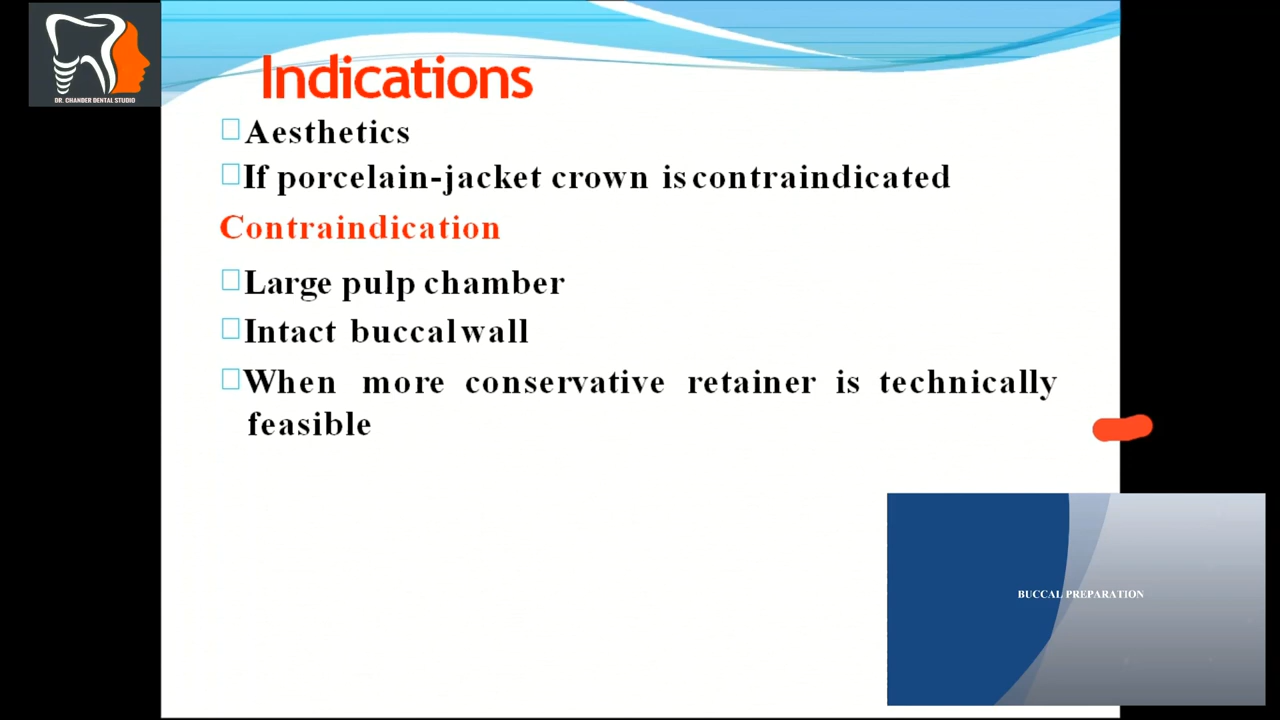 DR. CHANDER DENTAL STUDIO
Indications
Aesthetics
If porcelain-jacket crown is contraindicated
Contraindication
Large pulp chamber
Intact buccal wall
When more conservative retainer is technically
feasible
BUCCAL PREPARATION